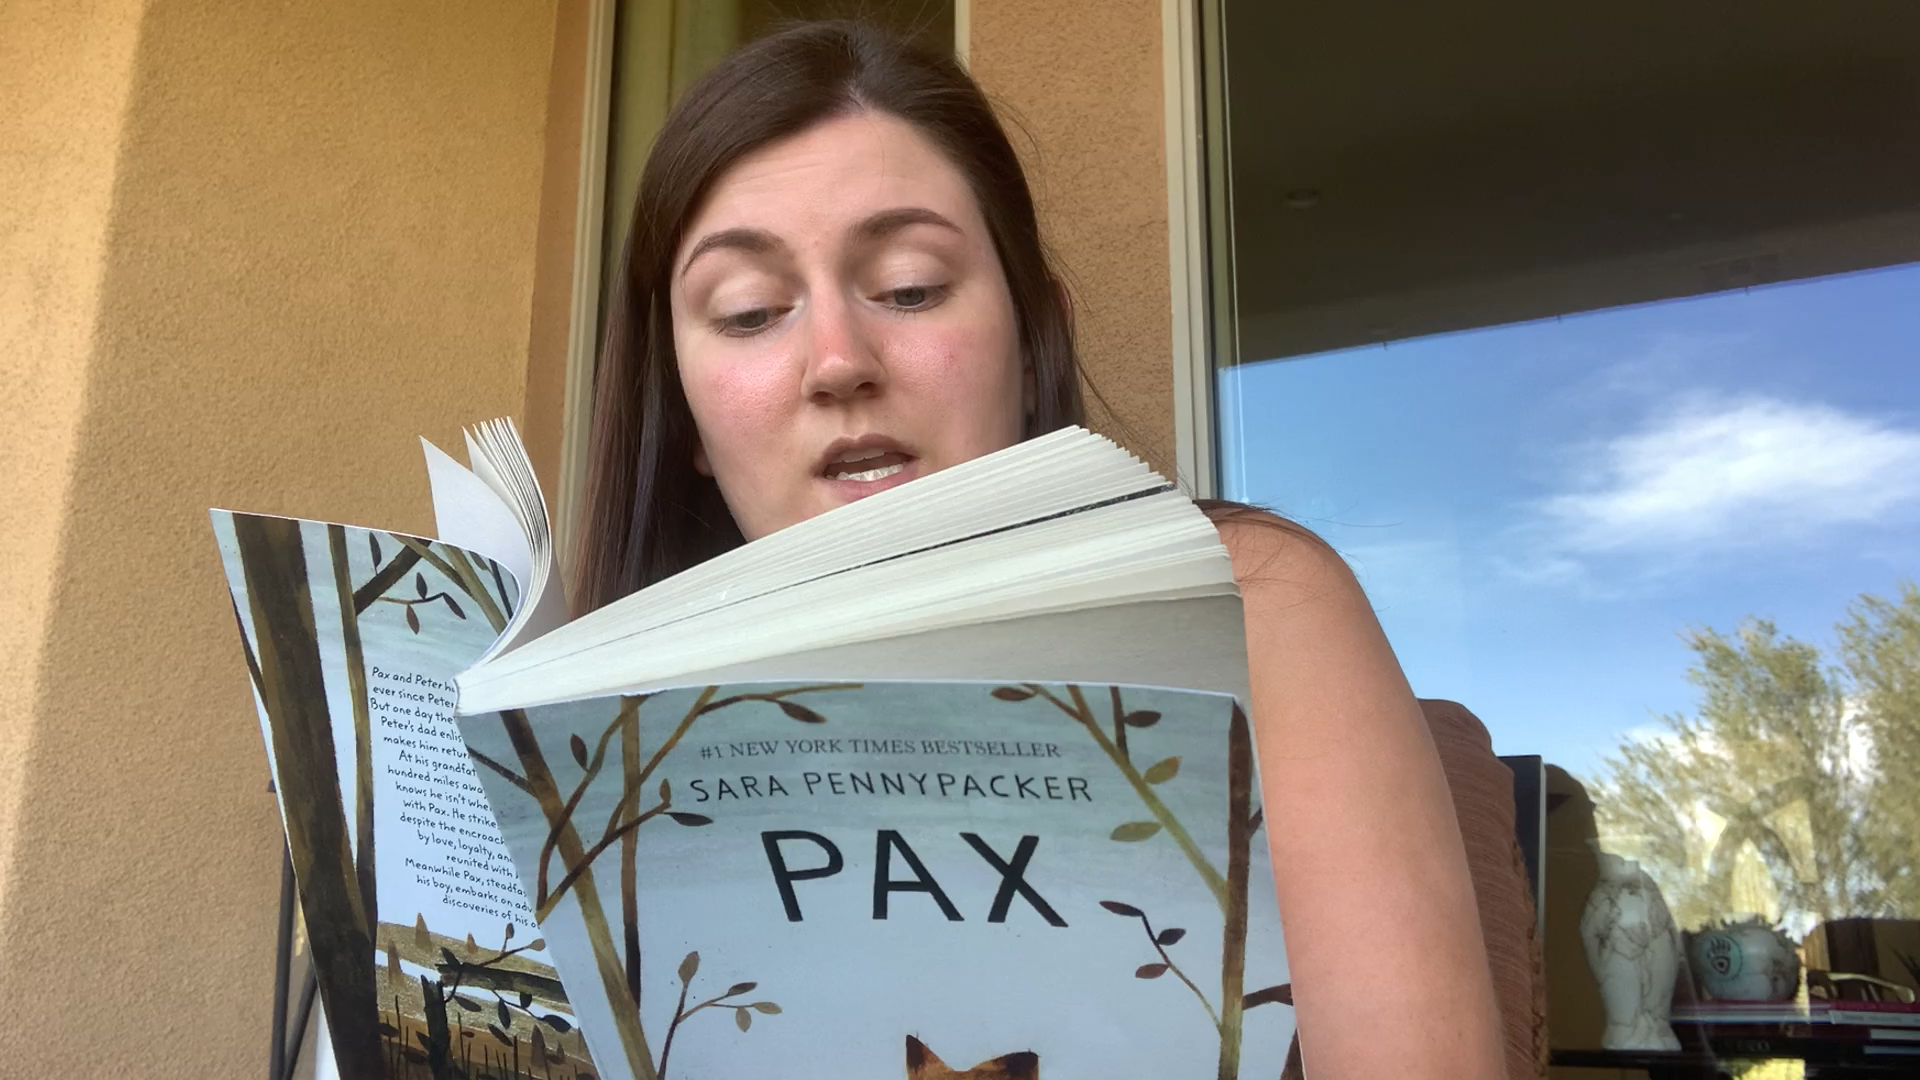 Pax and Peter
ever since Peter
But one day the
Peter's dad enlis
makes him retur
At his grandfat
hundred miles awa
knows he isn't whe
with Pax. He strike
despite the encroac
by love, loyalty, an
reunited with
Meanwhile Pax, steadfas
his boy, embarks on adv
discoveries of his o
#1 NEW YORK TIMES BESTSELLER
SARA PENNYPACKER
PAX